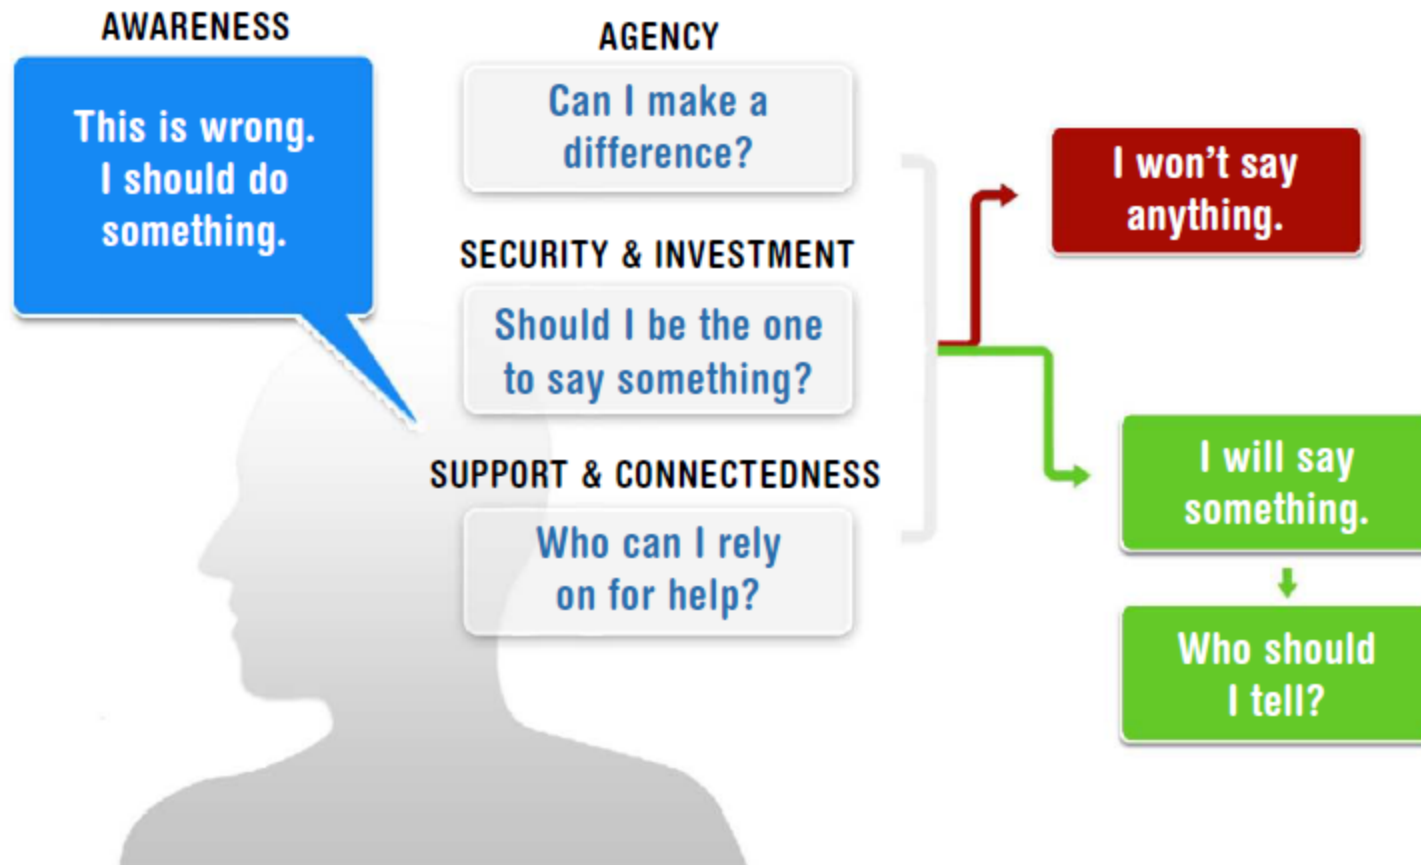 AWARENESS
This is wrong.
I should do
something.
AGENCY
Can I make a
difference?
SECURITY & INVESTMENT
Should I be the one
to say something?
SUPPORT & CONNECTEDNESS
Who can I rely
on for help?
I won’t say
anything.
I will say
something.
Who should
I tell?